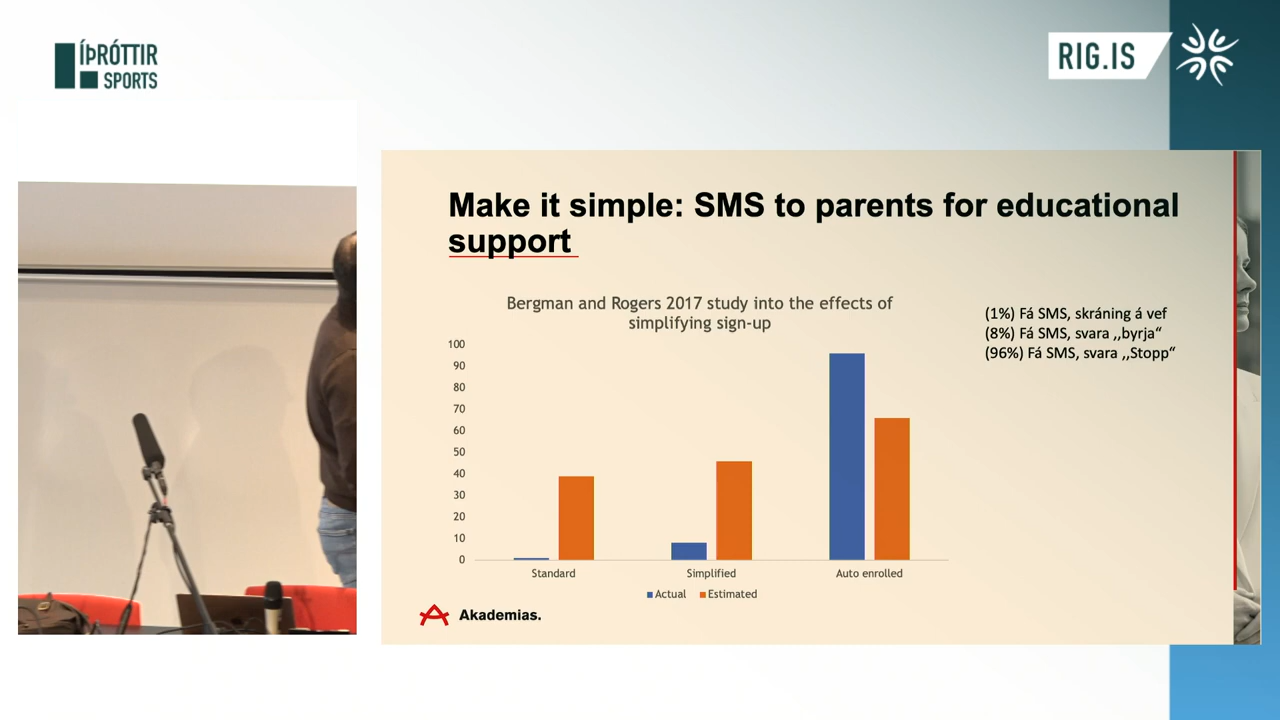 ÍÞRÓTTIR
SPORTS
RIG.IS
Make it simple: SMS to parents for educational
support
Bergman and Rogers 2017 study into the effects of
simplifying sign-up
(1%) Fá SMS, skráning á vef
(8%) Fá SMS, svara ,,byrja“
(96%) Fá SMS, svara ,,Stopp“
100
90
80
70
60
50
40
30
20
10
0
Standard
Simplified
Auto enrolled
Actual
Estimated
Akademias.